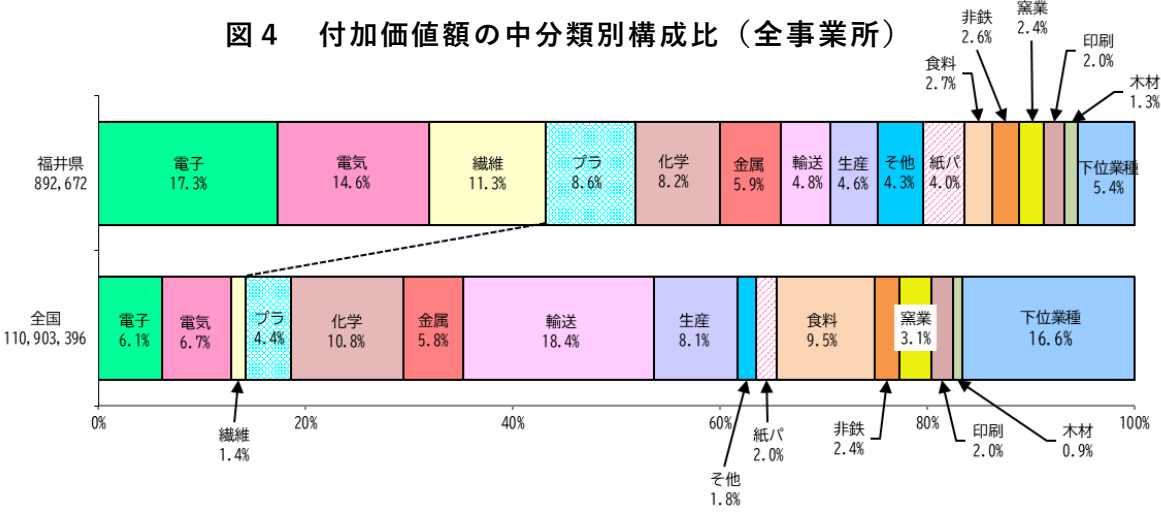 図４　付加価値額の中分類別構成比（全事業所）
福井県
892,672
電子
17.3%
電気
14.6%
繊維
11.3%
プラ
8.6%
化学
8.2%
金属
5.9%
輸送
4.8%
生産
4.6%
そ他
4.3%
紙パ
4.0%
食料
2.7%
非鉄
2.6%
窯業
2.4%
印刷
2.0%
木材
1.3%
下位業種
5.4%
全国
110,903,396
電子
6.1%
電気
6.7%
繊維
1.4%
プラ
4.4%
化学
10.8%
金属
5.8%
輸送
18.4%
生産
8.1%
そ他
1.8%
紙パ
2.0%
食料
9.5%
非鉄
2.4%
窯業
3.1%
印刷
2.0%
木材
0.9%
下位業種
16.6%
0%
20%
40%
60%
80%
100%